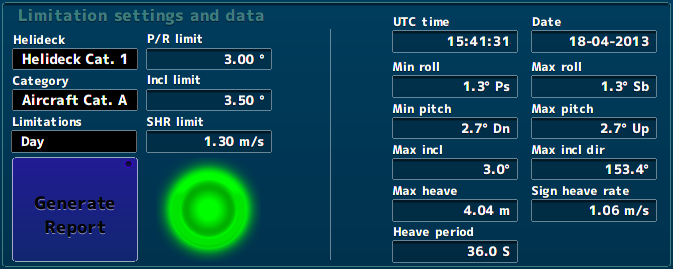 Limitation settings and data
Helideck
Helideck Cat. 1
P/R limit
3.00 °
Category
Aircraft Cat. A
Incl limit
3.50 °
Limitations
Day
SHR limit
1.30 m/s
Generate
Report
UTC time
15:41:31
Date
18-04-2013
Min roll
1.3° Ps
Max roll
1.3° Sb
Min pitch
2.7° Dn
Max pitch
2.7° Up
Max incl
3.0°
Max incl dir
153.4°
Max heave
4.04 m
Sign heave rate
1.06 m/s
Heave period
36.0 S